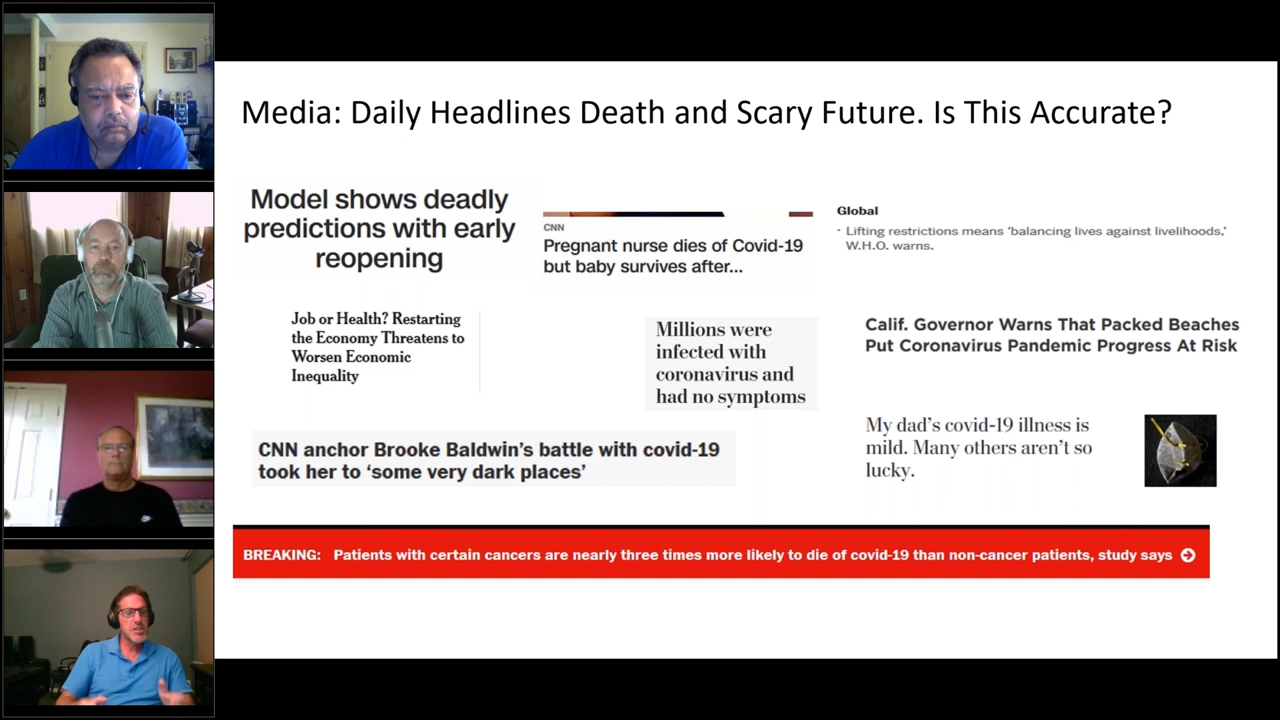 Media: Daily Headlines Death and Scary Future. Is This Accurate?
Model shows deadly
predictions with early
reopening
CNN
Pregnant nurse dies of Covid-19
but baby survives after...
Global
- Lifting restrictions means ‘balancing lives against livelihoods,’
W.H.O. warns.
Job or Health? Restarting
the Economy Threatens to
Worsen Economic
Inequality
Millions were
infected with
coronavirus and
had no symptoms
Calif. Governor Warns That Packed Beaches
Put Coronavirus Pandemic Progress At Risk
CNN anchor Brooke Baldwin’s battle with covid-19
took her to ‘some very dark places’
My dad’s covid-19 illness is
mild. Many others aren’t so
lucky.
BREAKING: Patients with certain cancers are nearly three times more likely to die of covid-19 than non-cancer patients, study says